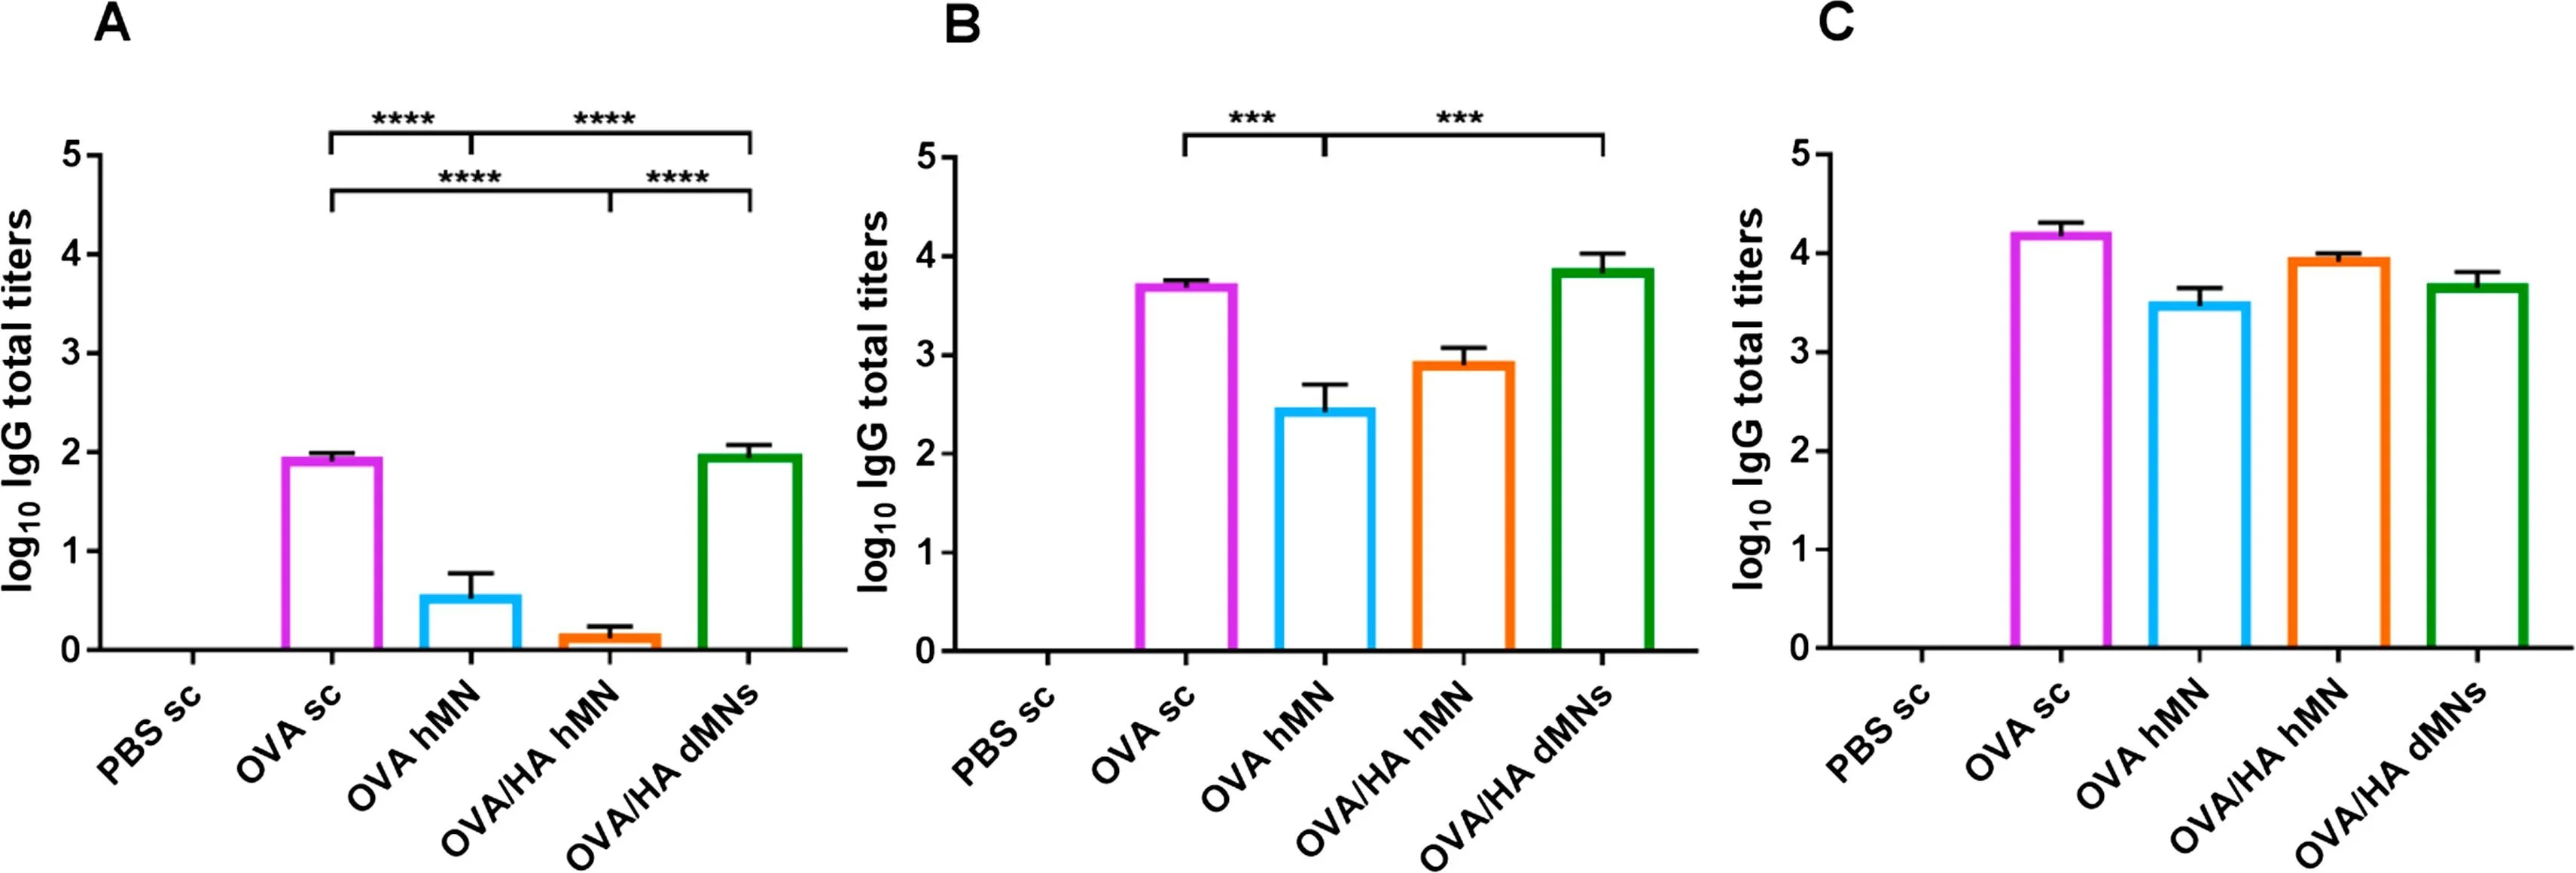 A
**** ****
**** ****
log10 IgG total titers
5
4
3
2
1
0
PBS sc
OVA sc
OVA hMN
OVA/HA hMN
OVA/HA dMNs
B
*** ***
log10 IgG total titers
5
4
3
2
1
0
PBS sc
OVA sc
OVA hMN
OVA/HA hMN
OVA/HA dMNs
C
log10 IgG total titers
5
4
3
2
1
0
PBS sc
OVA sc
OVA hMN
OVA/HA hMN
OVA/HA dMNs